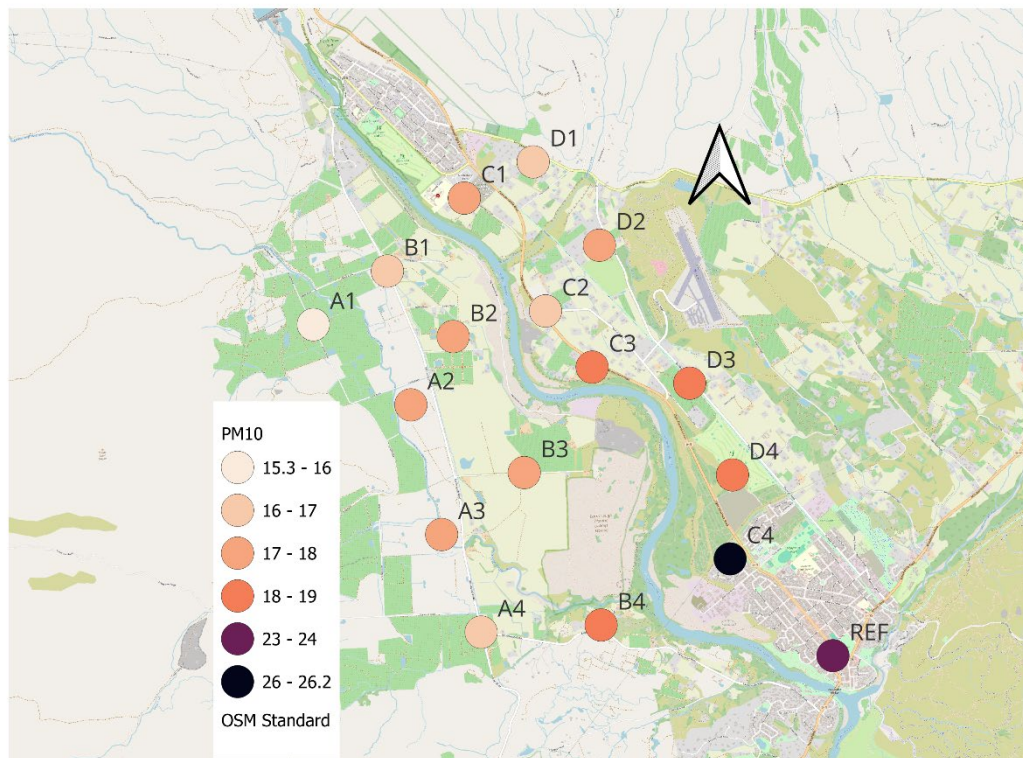 D1
C1
D2
B1
C2
A1
B2
C3
D3
A2
PM10
15.3 - 16
16 - 17
17 - 18
18 - 19
23 - 24
26 - 26.2
OSM Standard
B3
D4
A3
C4
A4
B4
REF